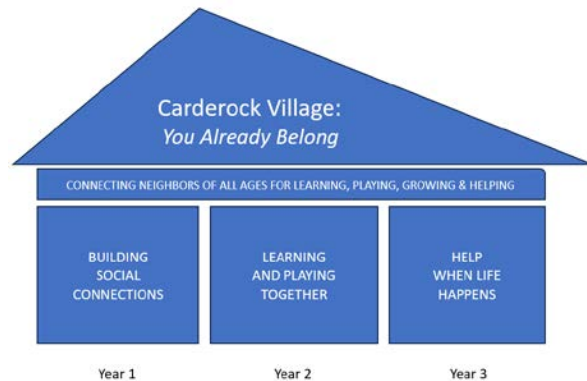 Carderock Village:
You Already Belong
CONNECTING NEIGHBORS OF ALL AGES FOR LEARNING, PLAYING, GROWING & HELPING
BUILDING
SOCIAL
CONNECTIONS
LEARNING
AND PLAYING
TOGETHER
HELP
WHEN LIFE
HAPPENS
Year 1
Year 2
Year 3